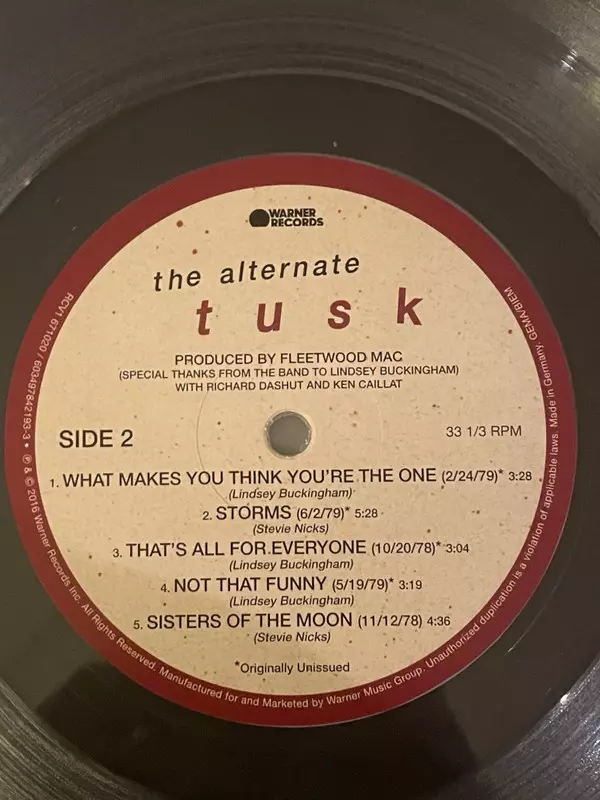 WARNER
RECORDS
the alternate
tusk
PRODUCED BY FLEETWOOD MAC
(SPECIAL THANKS FROM THE BAND TO LINDSEY BUCKINGHAM)
WITH RICHARD DASHUT AND KEN CAILLAT
SIDE 2
33 1/3 RPM
1. WHAT MAKES YOU THINK YOU'RE THE ONE (2/24/79)* 3:28
(Lindsey Buckingham)
2. STORMS (6/2/79)* 5:28
(Stevie Nicks)
3. THAT'S ALL FOR EVERYONE (10/20/78)* 3:04
(Lindsey Buckingham)
4. NOT THAT FUNNY (5/19/79)* 3:19
(Lindsey Buckingham)
5. SISTERS OF THE MOON (11/12/78) 4:36
(Stevie Nicks)
*Originally Unissued
RCV1 671020 / 603497842193-3 • ℗ & © 2016 Warner Records Inc. All Rights Reserved. Manufactured for and Marketed by Warner Music Group. Unauthorized duplication is a violation of applicable laws. Made in Germany. GEMA/BIEM